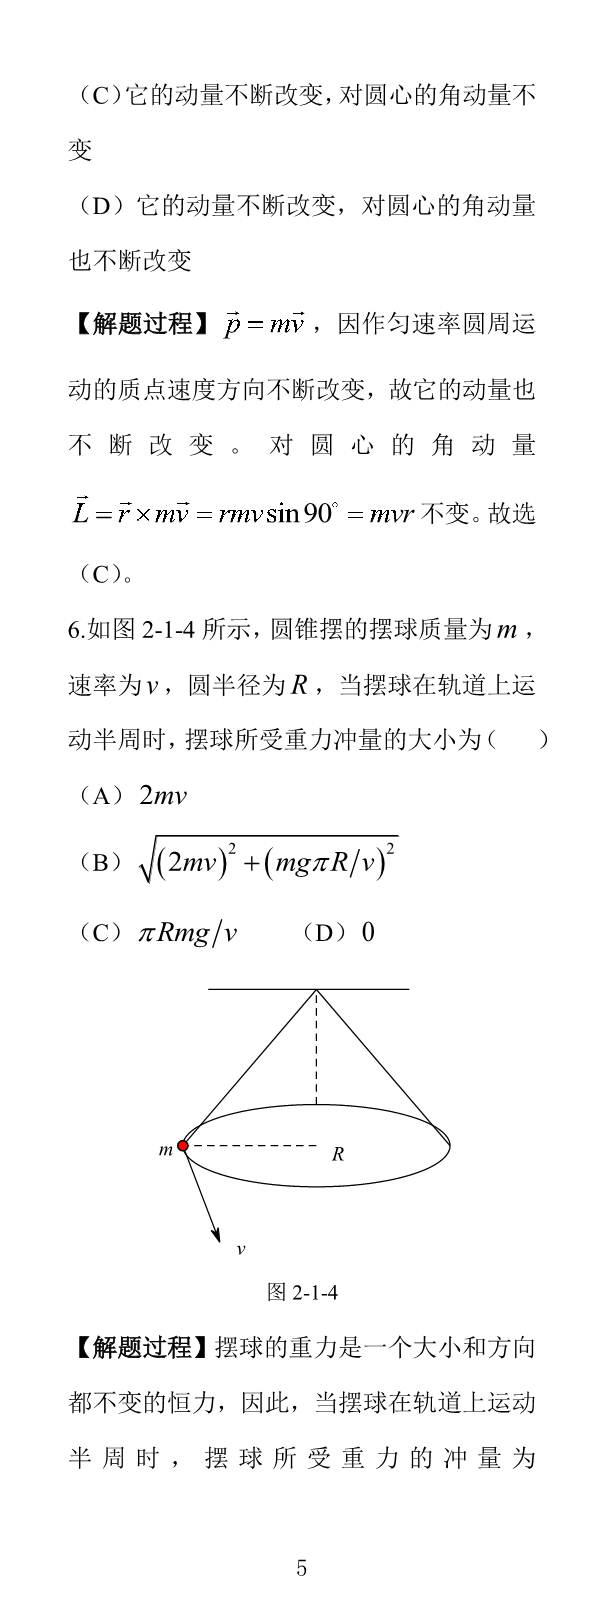 （C）它的动量不断改变，对圆心的角动量不
变
（D）它的动量不断改变，对圆心的角动量
也不断改变
【解题过程】$\vec{p}=m\vec{v}$，因作匀速率圆周运
动的质点速度方向不断改变，故它的动量也
不断改变。对圆心的角动量
$\vec{L}=\vec{r}\times m\vec{v}=rmv\sin 90^\circ=mvr$ 不变。故选
（C）。
6.如图 2-1-4 所示，圆锥摆的摆球质量为 m，
速率为 v，圆半径为 R，当摆球在轨道上运
动半周时，摆球所受重力冲量的大小为（　　）
（A）2mv
（B）$\sqrt{(2mv)^2+(mg\pi R/v)^2}$
（C）πRmg/v　　（D）0
m
R
v
图 2-1-4
【解题过程】摆球的重力是一个大小和方向
都不变的恒力，因此，当摆球在轨道上运动
半周时，摆球所受重力的冲量为
5